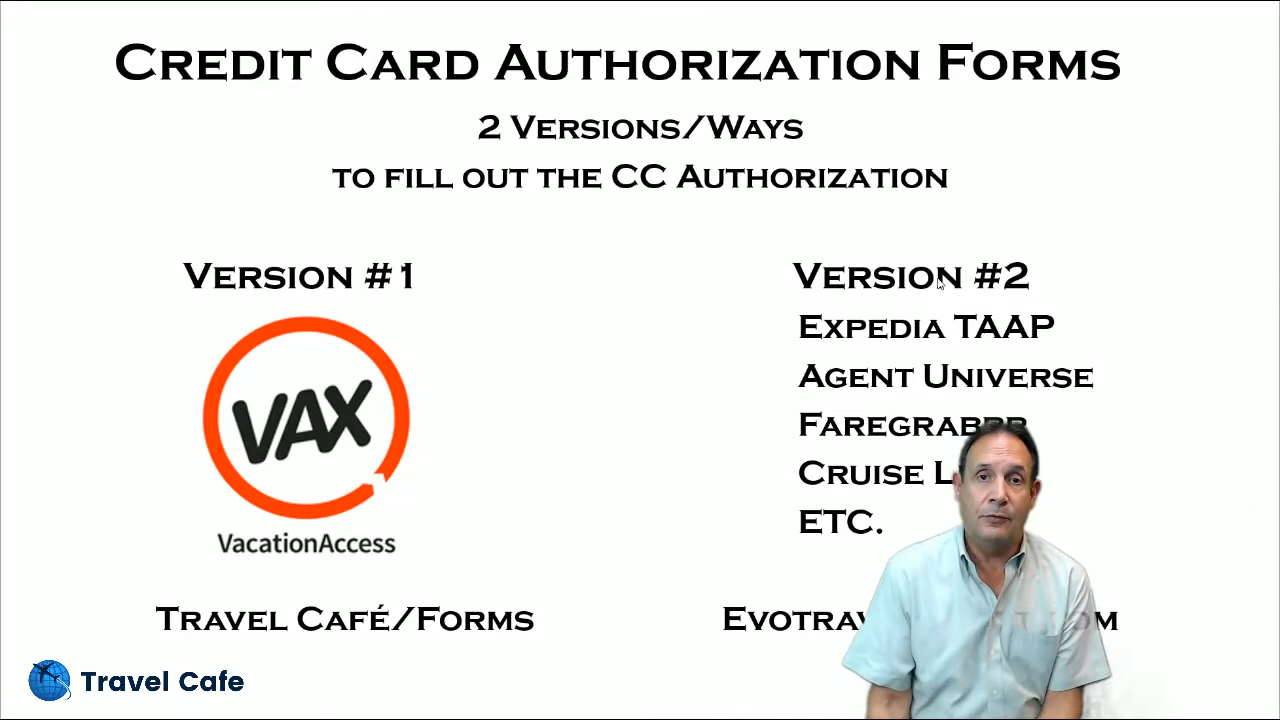 Credit Card Authorization Forms
2 Versions/Ways
to fill out the CC Authorization
Version #1
Version #2
VAX
VacationAccess
Expedia TAAP
Agent Universe
Cruise
ETC.
Travel Café/Forms
Travel Cafe